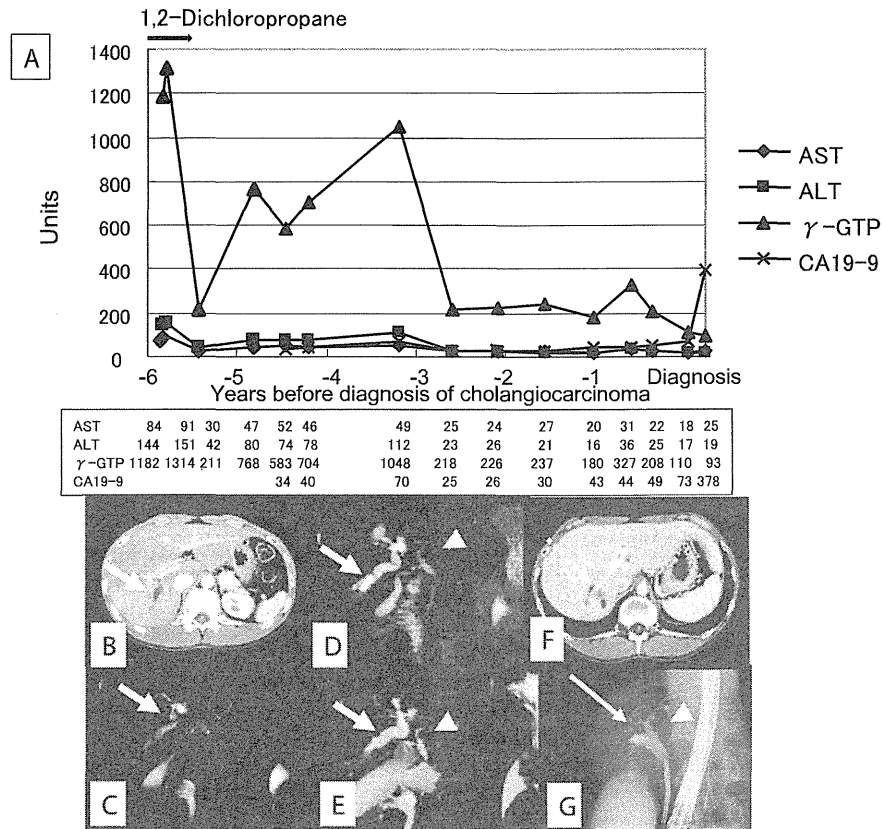 1,2-Dichloropropane
A
1400
1200
1000
800
600
400
200
0
Units
-6 -5 -4 -3 -2 -1 Diagnosis
Years before diagnosis of cholangiocarcinoma
AST
ALT
γ-GTP
CA19-9
AST 84 91 30 47 52 46 49 25 24 27 20 31 22 18 25
ALT 144 151 42 80 74 78 112 23 26 21 16 36 25 17 19
γ-GTP 1182 1314 211 768 583 704 1048 218 226 237 180 327 208 110 93
CA19-9 34 40 70 25 26 30 43 44 49 73 378
B
D
F
C
E
G